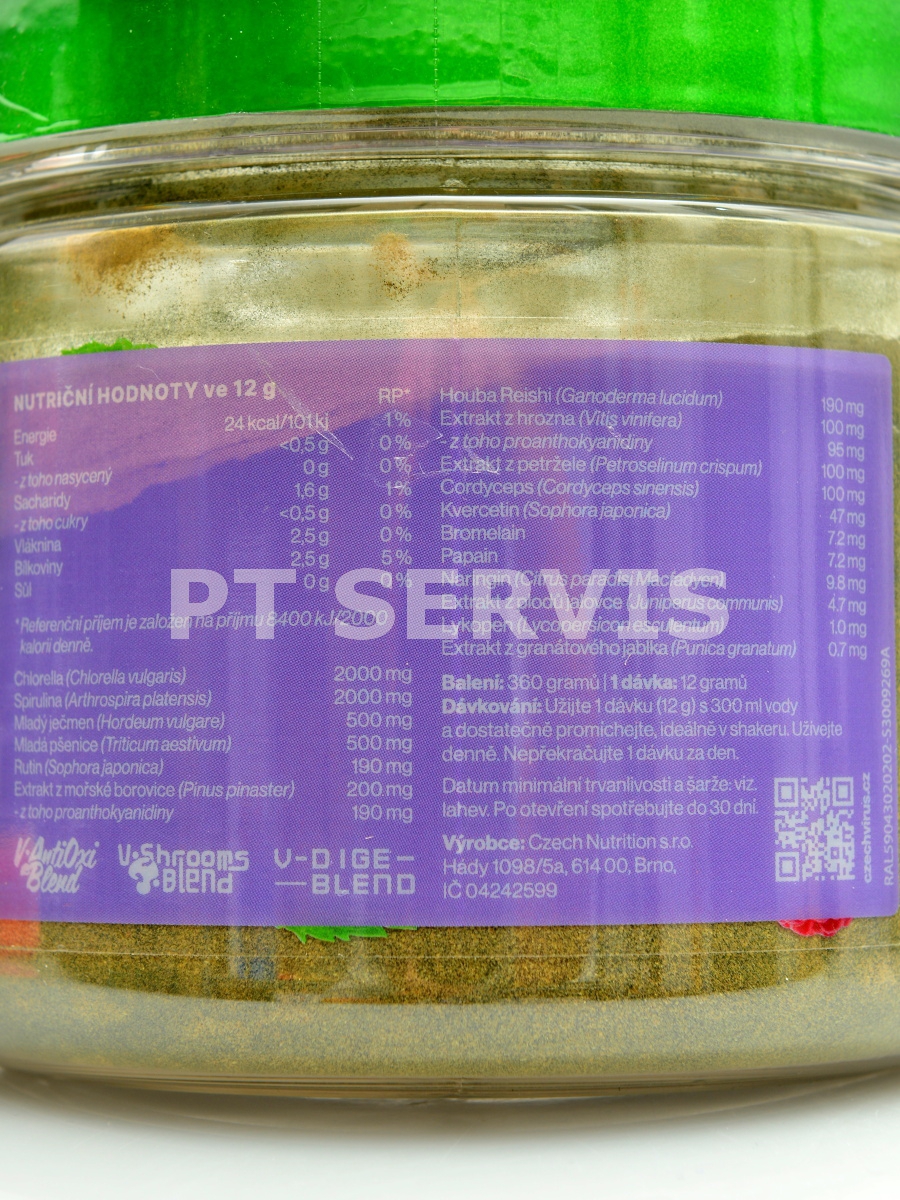 NUTRIČNÍ HODNOTY ve 12 g
RP*
Energie 24 kcal/101 kj 1 %
Tuk <0,5 g 0 %
- z toho nasycený 0 g 0 %
Sacharidy 1,6 g 1 %
- z toho cukry <0,5 g 0 %
Vláknina 2,5 g 0 %
Bílkoviny 2,5 g 5 %
Sůl 0 g 0 %
*Referenční příjem je založen na příjmu 8400 kJ/2000
kalorií denně.
Chlorella (Chlorella vulgaris) 2000 mg
Spirulina (Arthrospira platensis) 2000 mg
Mladý ječmen (Hordeum vulgare) 500 mg
Mladá pšenice (Triticum aestivum) 500 mg
Rutin (Sophora japonica) 190 mg
Extrakt z mořské borovice (Pinus pinaster) 200 mg
- z toho proanthokyanidiny 190 mg
V-AntiOxi Blend
V-Shrooms Blend
V-DIGE-
—BLEND
Houba Reishi (Ganoderma lucidum) 190 mg
Extrakt z hrozna (Vitis vinifera) 100 mg
- z toho proanthokyanidiny 95 mg
Extrakt z petržele (Petroselinum crispum) 100 mg
Cordyceps (Cordyceps sinensis) 100 mg
Kvercetin (Sophora japonica) 47 mg
Bromelain 7.2 mg
Papain 7.2 mg
Naringin (Citrus paradisi Macfadyen) 9.8 mg
Extrakt z plodů jalovce (Juniperus communis) 4.7 mg
Lykopen (Lycopersicon esculentum) 1.0 mg
Extrakt z granátového jablka (Punica granatum) 0.7 mg
Balení: 360 gramů | 1 dávka: 12 gramů
Dávkování: Užijte 1 dávku (12 g) s 300 ml vody
a dostatečně promíchejte, ideálně v shakeru. Užívejte
denně. Nepřekračujte 1 dávku za den.
Datum minimální trvanlivosti a šarže: viz.
lahev. Po otevření spotřebujte do 30 dní.
Výrobce: Czech Nutrition s.r.o.
Hády 1098/5a, 614 00, Brno,
IČ 04242599
czechvirus.cz
RAL5904302020202-S3009269A
PT SERVIS